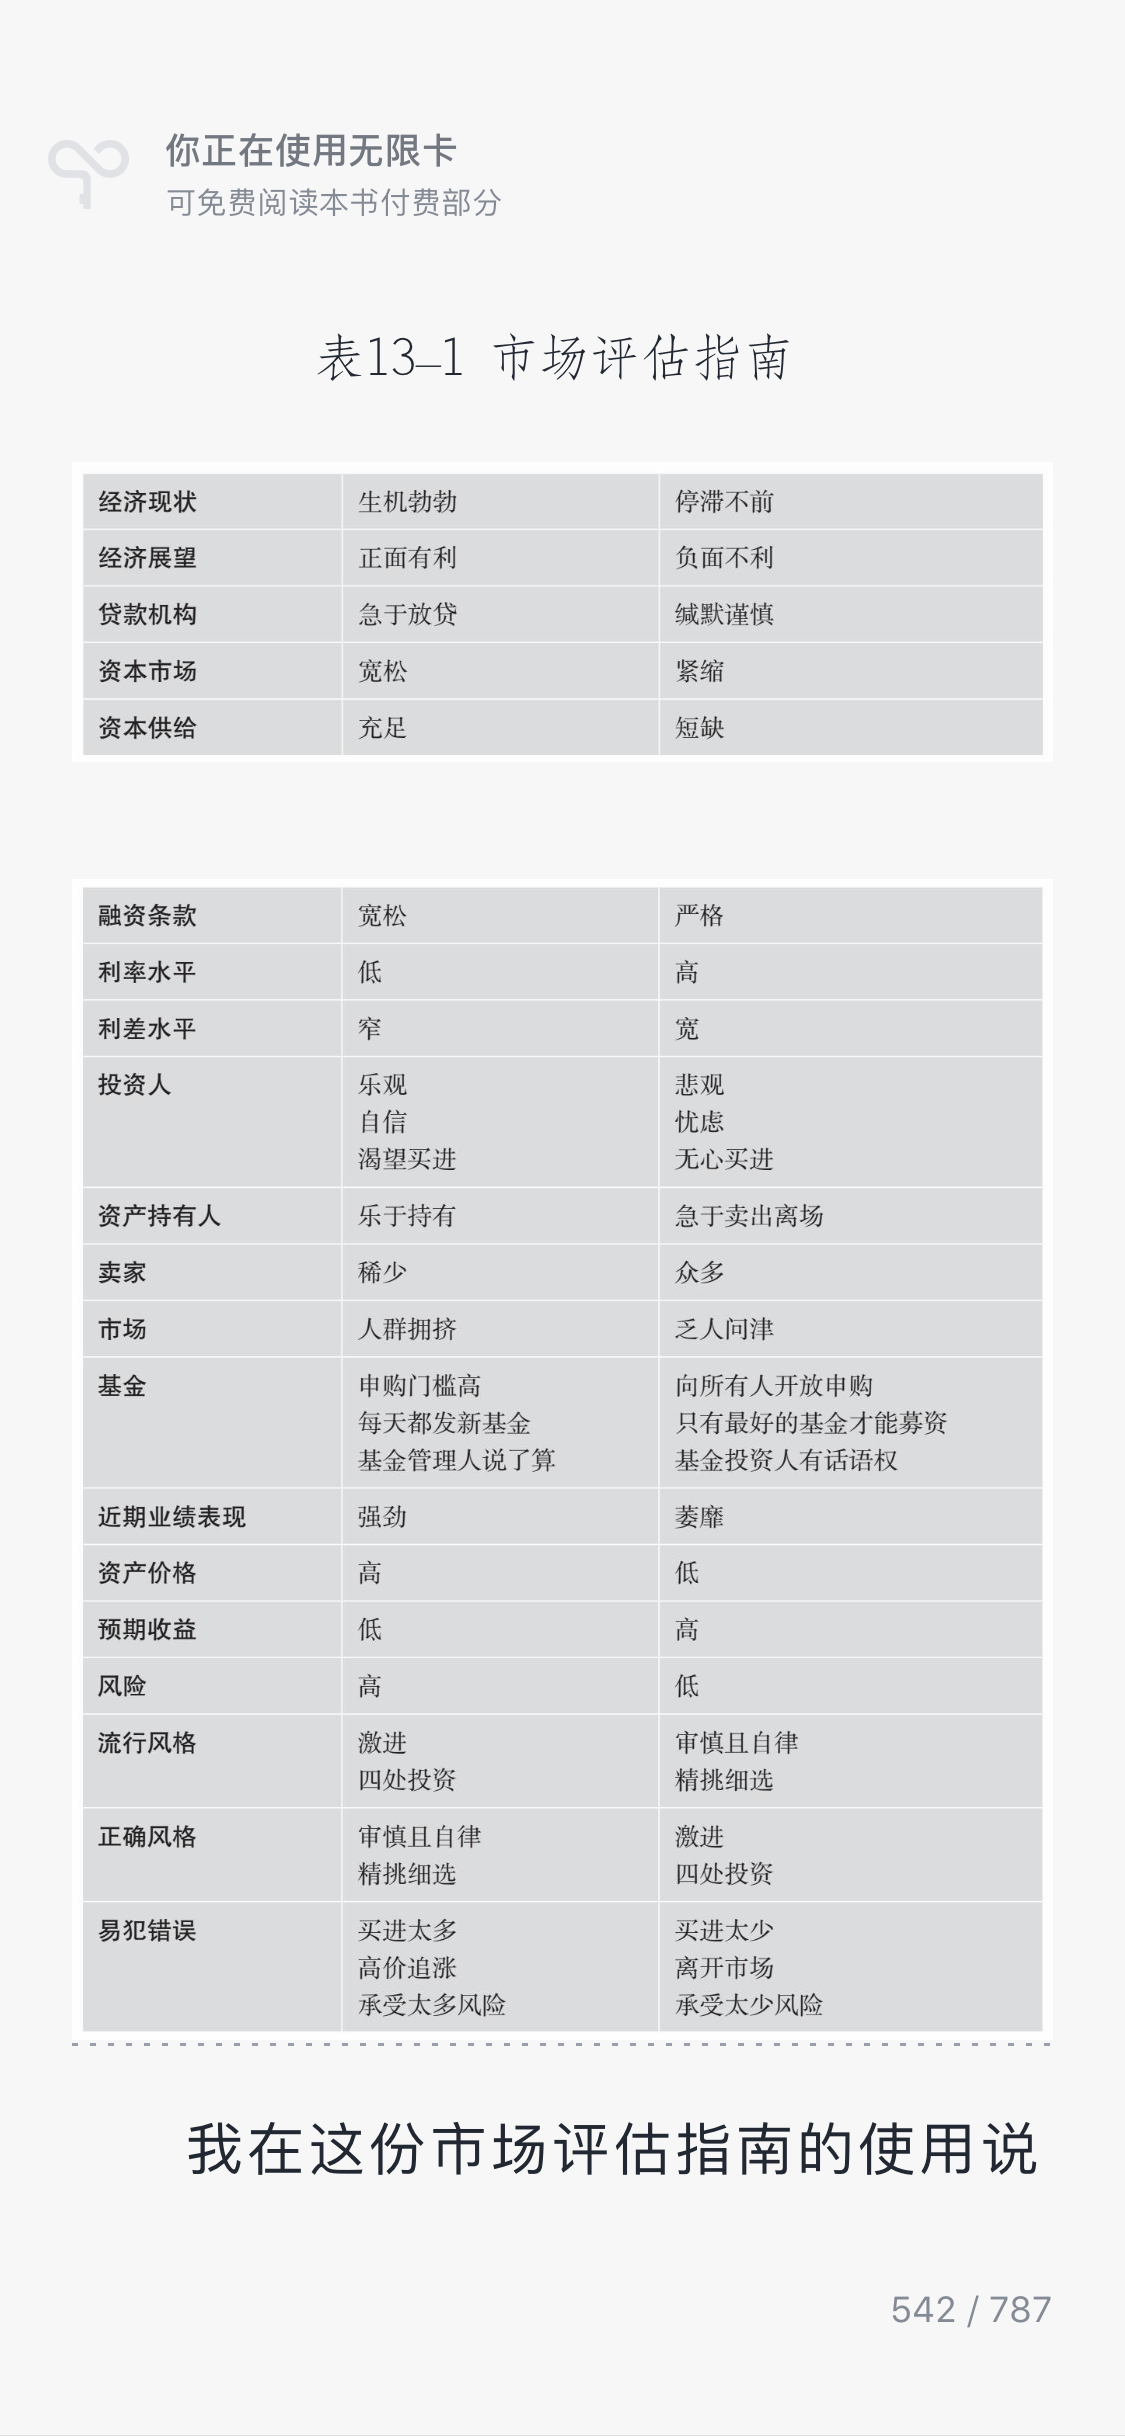 你正在使用无限卡
可免费阅读本书付费部分
表13–1 市场评估指南
经济现状 生机勃勃 停滞不前
经济展望 正面有利 负面不利
贷款机构 急于放贷 缄默谨慎
资本市场 宽松 紧缩
资本供给 充足 短缺
融资条款 宽松 严格
利率水平 低 高
利差水平 窄 宽
投资人 乐观 悲观
自信 忧虑
渴望买进 无心买进
资产持有人 乐于持有 急于卖出离场
卖家 稀少 众多
市场 人群拥挤 乏人问津
基金 申购门槛高 向所有人开放申购
每天都发新基金 只有最好的基金才能募资
基金管理人说了算 基金投资人有话语权
近期业绩表现 强劲 萎靡
资产价格 高 低
预期收益 低 高
风险 高 低
流行风格 激进 审慎且自律
四处投资 精挑细选
正确风格 审慎且自律 激进
精挑细选 四处投资
易犯错误 买进太多 买进太少
高价追涨 离开市场
承受太多风险 承受太少风险
我在这份市场评估指南的使用说
542 / 787